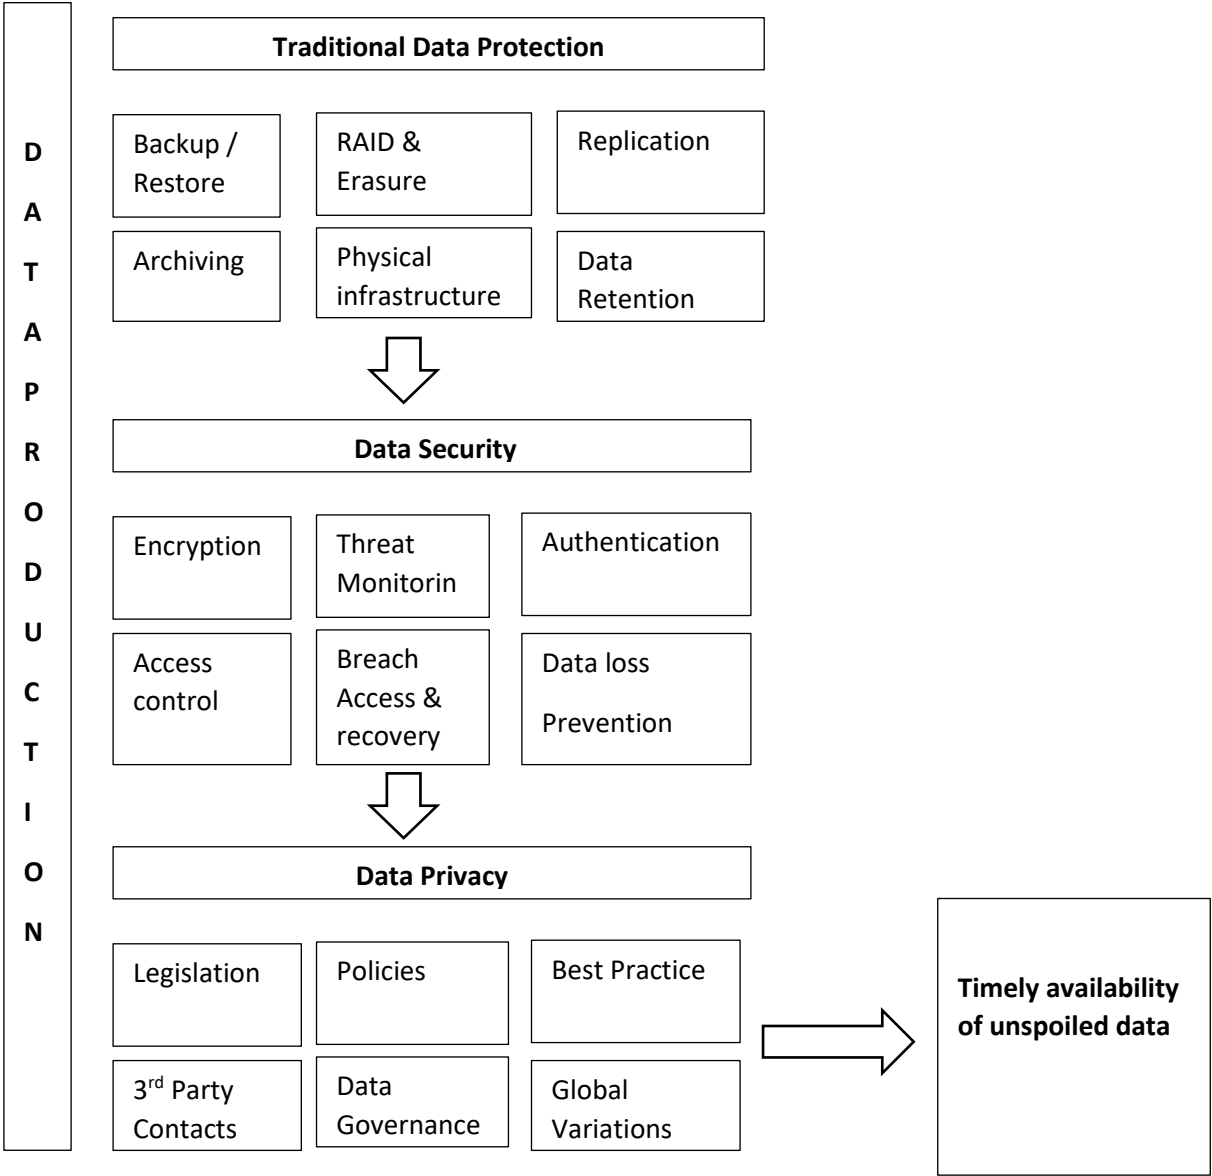 DATAPRODUCTION
Traditional Data Protection
Backup /
Restore
RAID &
Erasure
Replication
Archiving
Physical
infrastructure
Data
Retention
Data Security
Encryption
Threat
Monitorin
Authentication
Access
control
Breach
Access &
recovery
Data loss
Prevention
Data Privacy
Legislation
Policies
Best Practice
3rd Party
Contacts
Data
Governance
Global
Variations
Timely availability
of unspoiled data